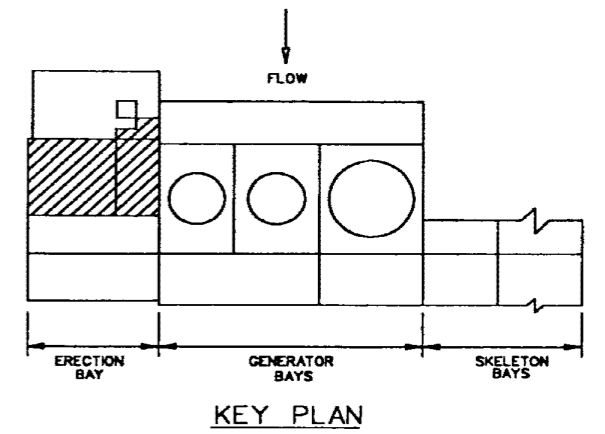 FLOW
ERECTION
BAY
GENERATOR
BAYS
SKELETON
BAYS
KEY PLAN